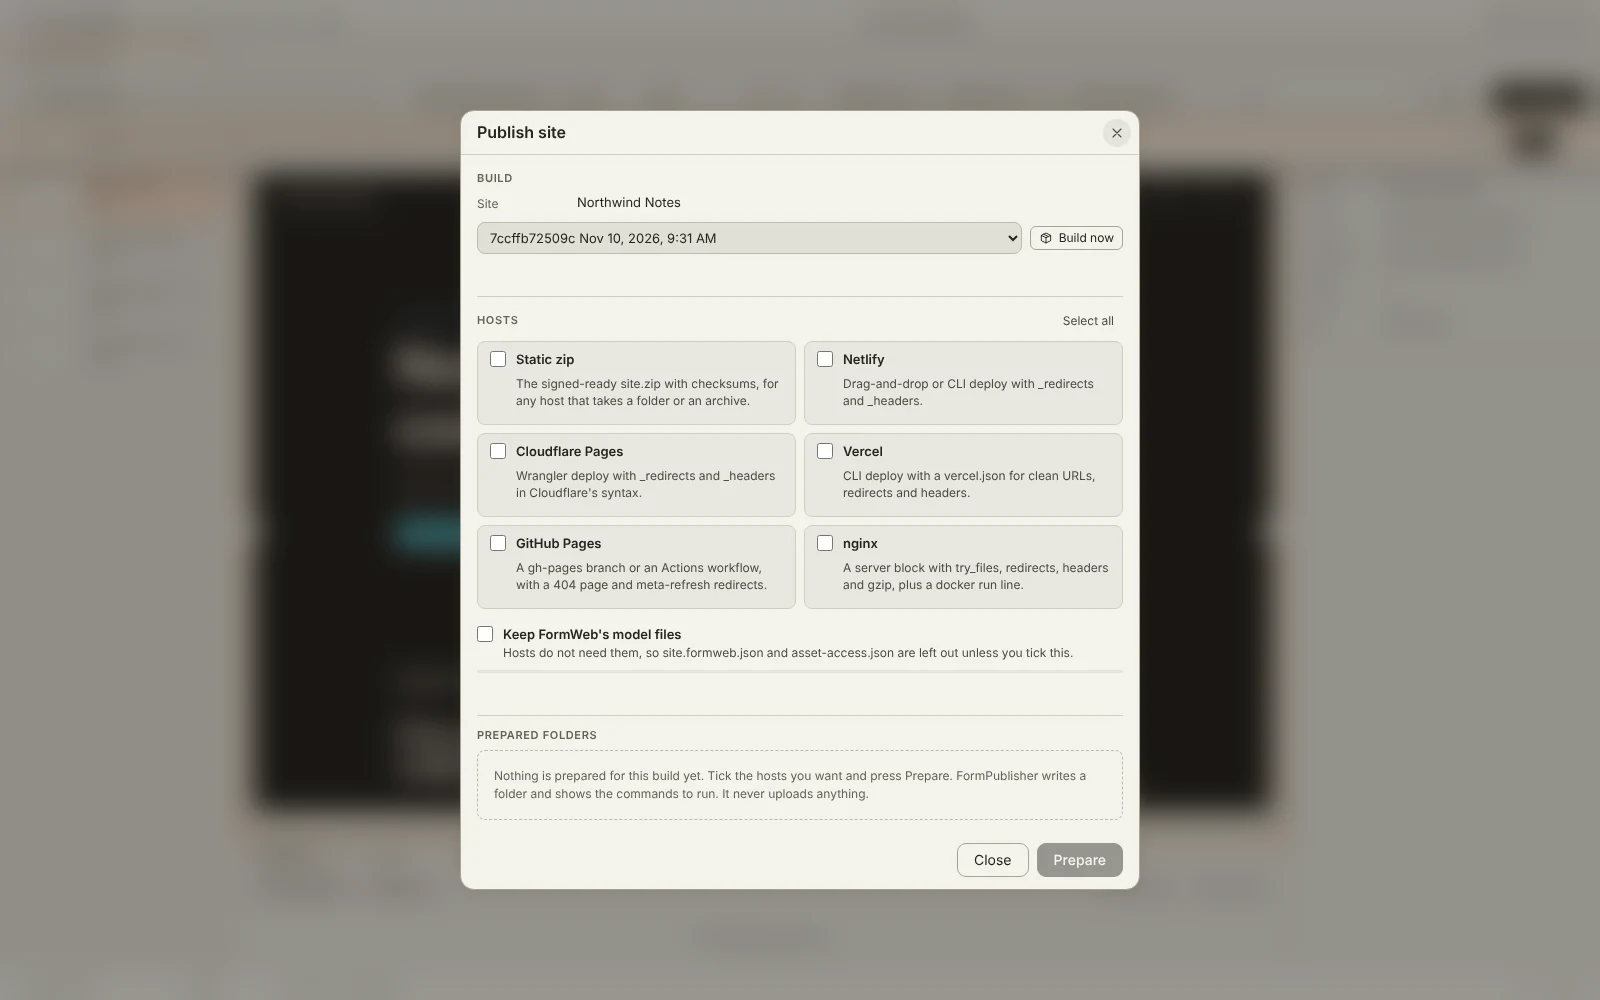 Publish site
BUILD
Site Northwind Notes
7ccffb72509c Nov 10, 2026, 9:31 AM
Build now
HOSTS
Select all
Static zip
The signed-ready site.zip with checksums, for
any host that takes a folder or an archive.
Netlify
Drag-and-drop or CLI deploy with _redirects
and _headers.
Cloudflare Pages
Wrangler deploy with _redirects and _headers
in Cloudflare's syntax.
Vercel
CLI deploy with a vercel.json for clean URLs,
redirects and headers.
GitHub Pages
A gh-pages branch or an Actions workflow,
with a 404 page and meta-refresh redirects.
nginx
A server block with try_files, redirects, headers
and gzip, plus a docker run line.
Keep FormWeb's model files
Hosts do not need them, so site.formweb.json and asset-access.json are left out unless you tick this.
PREPARED FOLDERS
Nothing is prepared for this build yet. Tick the hosts you want and press Prepare. FormPublisher writes a
folder and shows the commands to run. It never uploads anything.
Close
Prepare